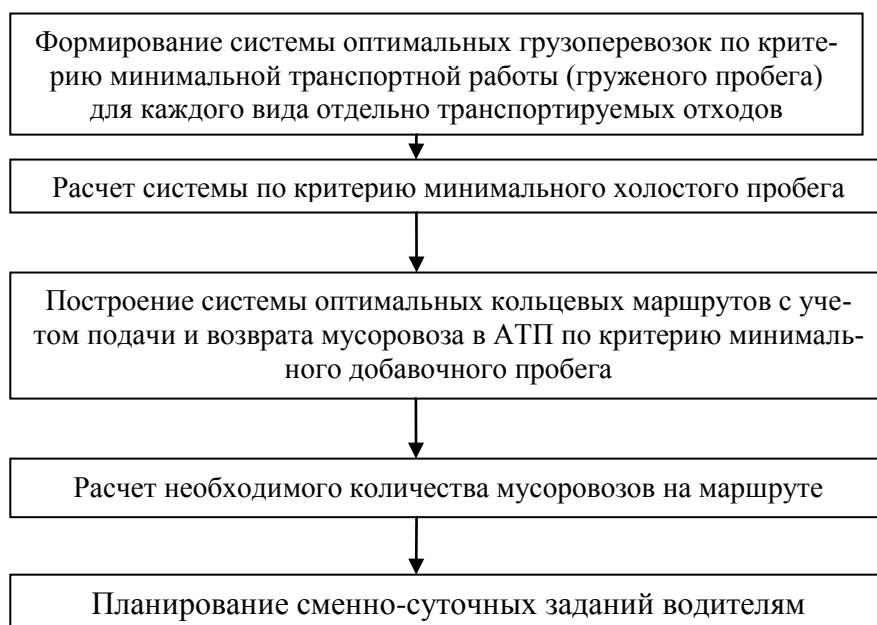 Формирование системы оптимальных грузоперевозок по крите-
рию минимальной транспортной работы (груженого пробега)
для каждого вида отдельно транспортируемых отходов
Расчет системы по критерию минимального холостого пробега
Построение системы оптимальных кольцевых маршрутов с уче-
том подачи и возврата мусоровоза в АТП по критерию минималь-
ного добавочного пробега
Расчет необходимого количества мусоровозов на маршруте
Планирование сменно-суточных заданий водителям